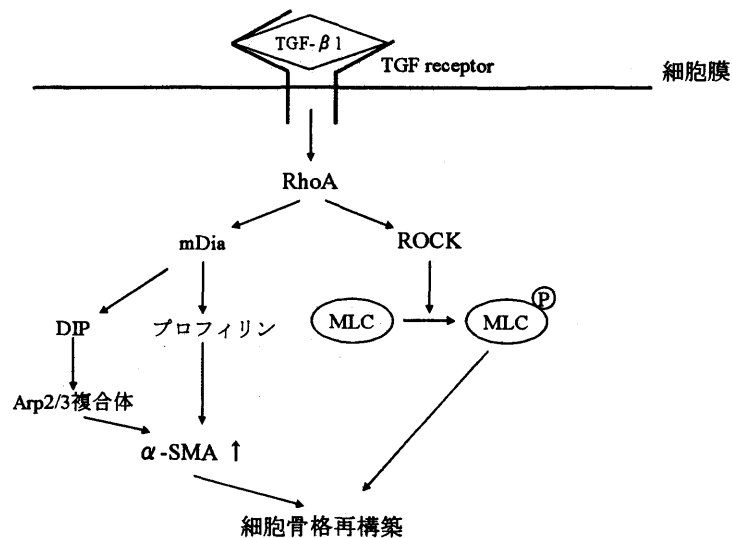 TGF-β1
TGF receptor
細胞膜
RhoA
mDia
ROCK
P
DIP
プロフィリン
MLC
MLC
Arp2/3複合体
α-SMA ↑
細胞骨格再構築